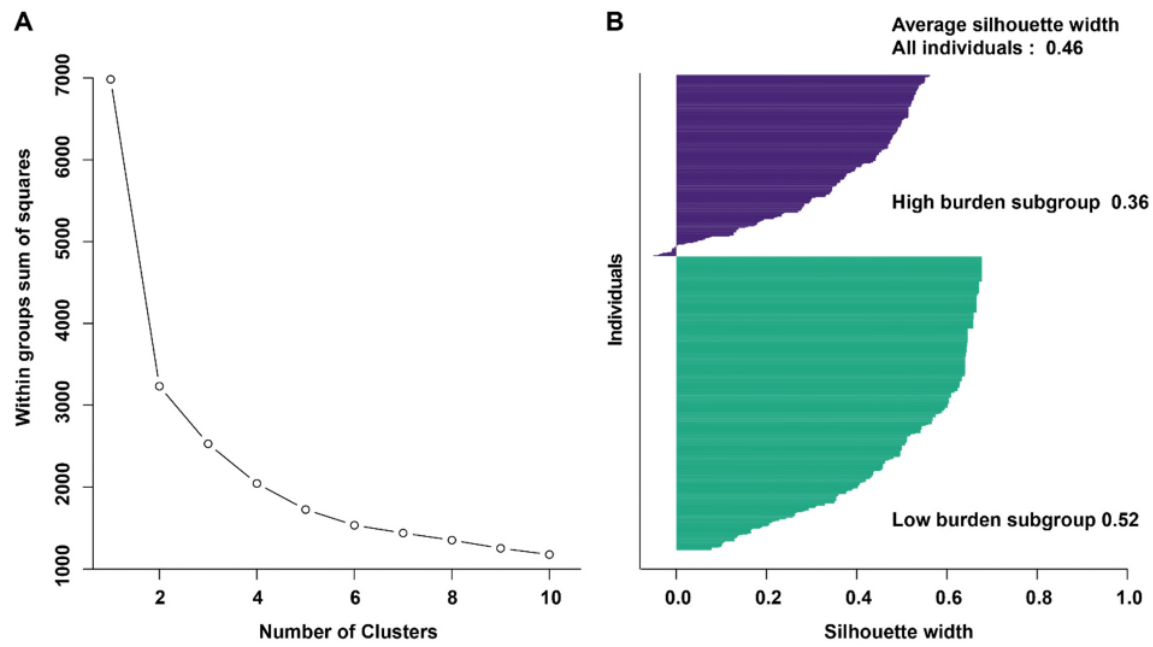 A
Within groups sum of squares
7000
6000
5000
4000
3000
2000
1000
2 4 6 8 10
Number of Clusters
B
Average silhouette width
All individuals : 0.46
High burden subgroup 0.36
Individuals
Low burden subgroup 0.52
0.0 0.2 0.4 0.6 0.8 1.0
Silhouette width